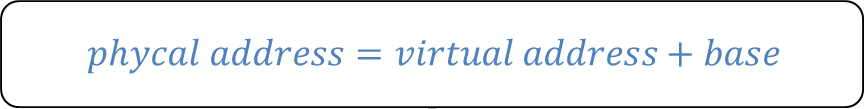 phycal address = virtual address + base